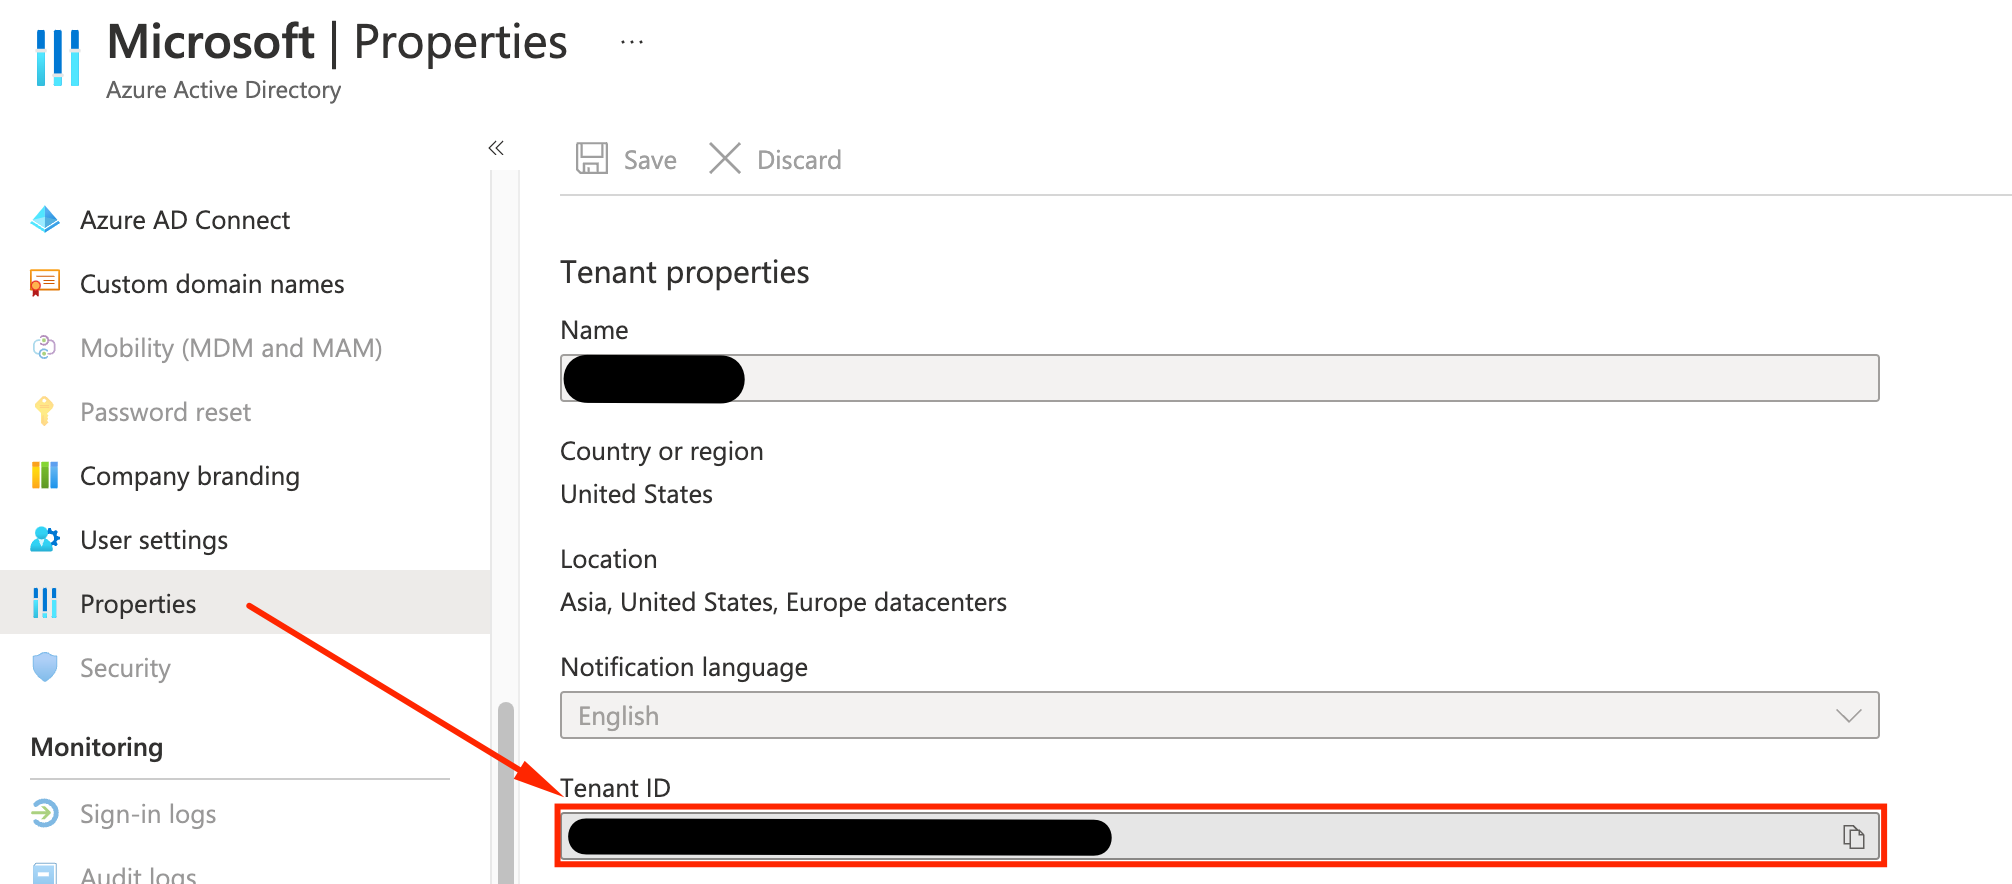 Microsoft | Properties ...
Azure Active Directory
«
Save Discard
Azure AD Connect
Custom domain names
Mobility (MDM and MAM)
Password reset
Company branding
User settings
Properties
Security
Monitoring
Sign-in logs
Audit logs
Tenant properties
Name
Country or region
United States
Location
Asia, United States, Europe datacenters
Notification language
English
Tenant ID